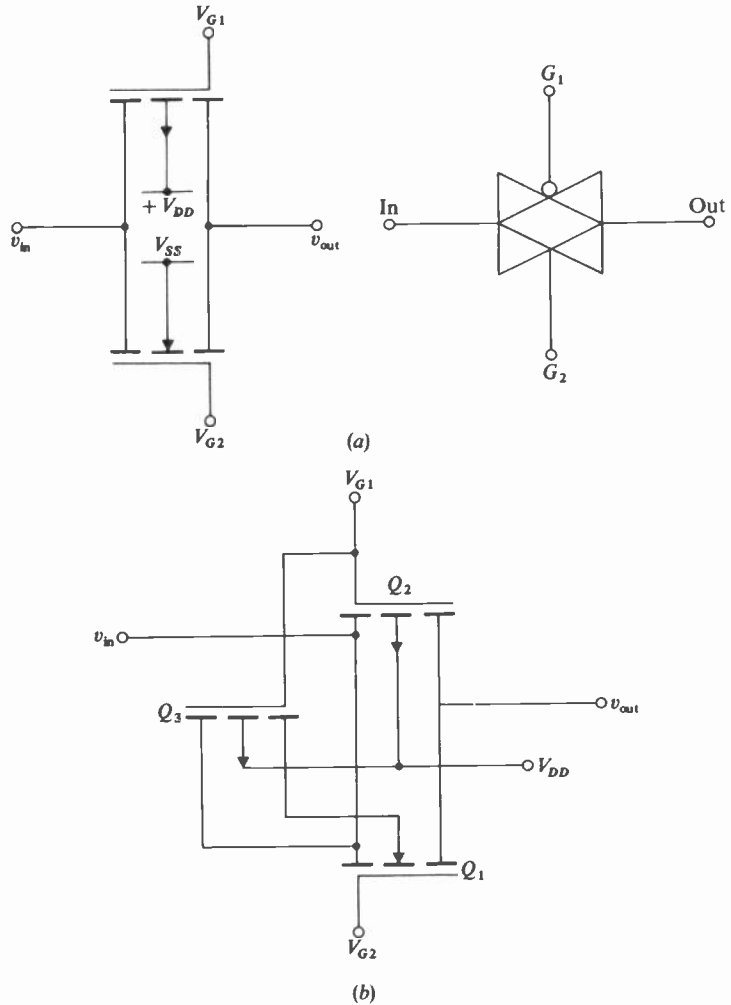 V_G1
G_1
+ V_DD
In
Out
v_in
V_SS
v_out
V_G2
G_2
(a)
V_G1
Q_2
v_in
Q_3
v_out
V_DD
Q_1
V_G2
(b)